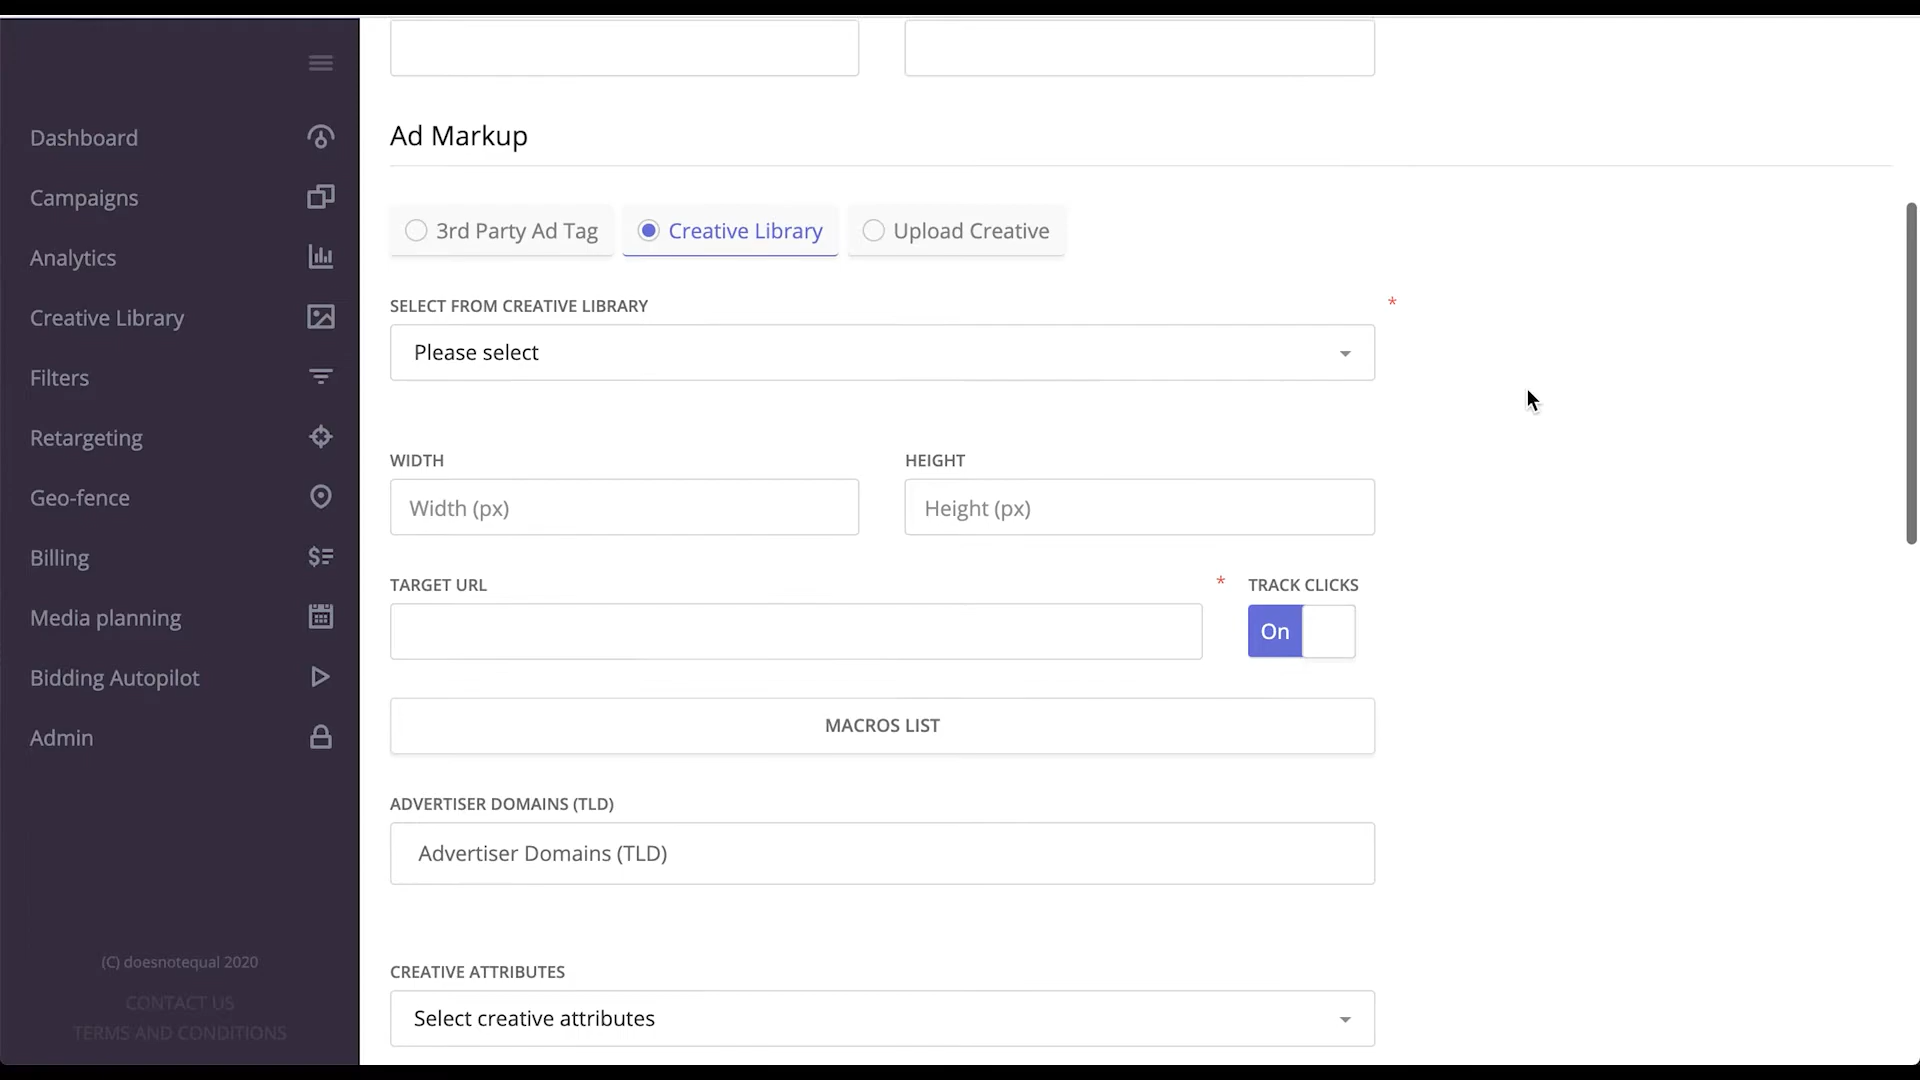 Dashboard
Campaigns
Analytics
Creative Library
Filters
Retargeting
Geo-fence
Billing
Media planning
Bidding Autopilot
Admin
(C) doesnotequal 2020
CONTACT US
TERMS AND CONDITIONS
Ad Markup
3rd Party Ad Tag
Creative Library
Upload Creative
SELECT FROM CREATIVE LIBRARY *
Please select
WIDTH
Width (px)
HEIGHT
Height (px)
TARGET URL *
TRACK CLICKS
On
MACROS LIST
ADVERTISER DOMAINS (TLD)
Advertiser Domains (TLD)
CREATIVE ATTRIBUTES
Select creative attributes